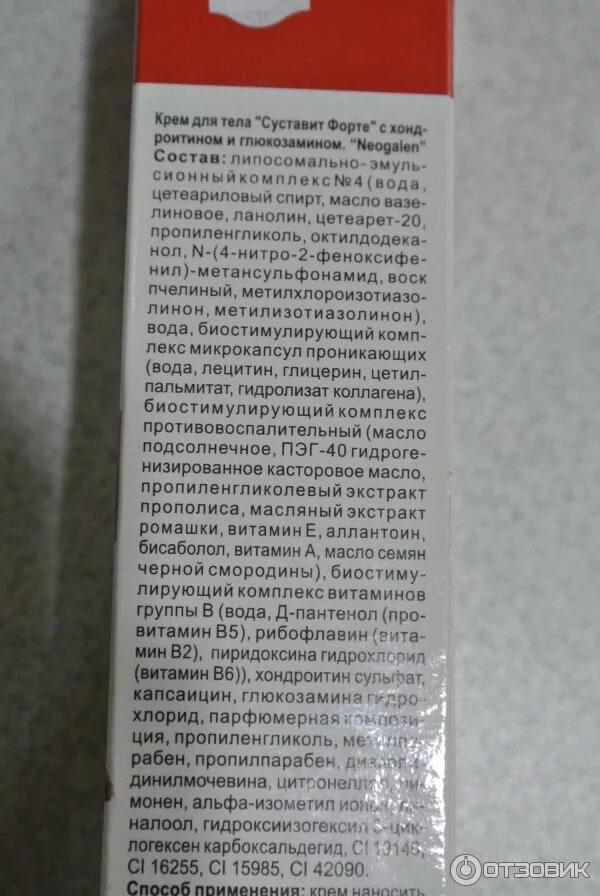 Крем для тела "Суставит Форте" с хонд-
роитином и глюкозамином. "Neogalen"
Состав: липосомально-эмуль-
сионный комплекс №4 (вода,
цетеариловый спирт, масло вазе-
линовое, ланолин, цетеарет-20,
пропиленгликоль, октилдодека-
нол, N-(4-нитро-2-феноксифе-
нил)-метансульфонамид, воск
пчелиный, метилхлороизотиазо-
линон, метилизотиазолинон),
вода, биостимулирующий комп-
лекс микрокапсул проникающих
(вода, лецитин, глицерин, цетил-
пальмитат, гидролизат коллагена),
биостимулирующий комплекс
противовоспалительный (масло
подсолнечное, ПЭГ-40 гидроге-
низированное касторовое масло,
пропиленгликолевый экстракт
прополиса, масляный экстракт
ромашки, витамин Е, аллантоин,
бисаболол, витамин А, масло семян
черной смородины), биостиму-
лирующий комплекс витаминов
группы В (вода, Д-пантенол (про-
витамин В5), рибофлавин (вита-
мин В2), пиридоксина гидрохлорид
(витамин В6)), хондроитин сульфат,
капсаицин, глюкозамина гидро-
хлорид, парфюмерная компози-
ция, пропиленгликоль, метилпа-
рабен, пропилпарабен,
динилмочевина, цитронеллол, ли-
монен, альфа-изометил
налоол, гидроксиизогексил 3-цик-
логексен карбоксальдегид, CI
CI 16255, CI 15985, CI 42090.
Способ применения: крем наносить
ОТЗОВИК